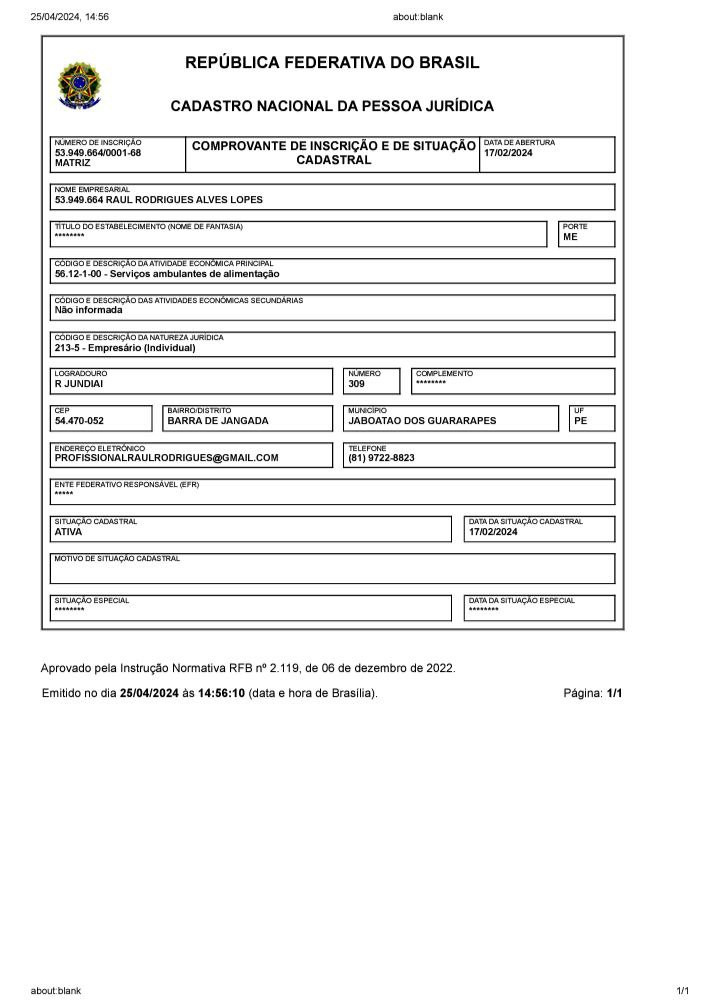 25/04/2024, 14:56 about:blank
REPÚBLICA FEDERATIVA DO BRASIL
CADASTRO NACIONAL DA PESSOA JURÍDICA
NÚMERO DE INSCRIÇÃO
53.949.664/0001-68
MATRIZ
COMPROVANTE DE INSCRIÇÃO E DE SITUAÇÃO
CADASTRAL
DATA DE ABERTURA
17/02/2024
NOME EMPRESARIAL
53.949.664 RAUL RODRIGUES ALVES LOPES
TÍTULO DO ESTABELECIMENTO (NOME DE FANTASIA)
********
PORTE
ME
CÓDIGO E DESCRIÇÃO DA ATIVIDADE ECONÔMICA PRINCIPAL
56.12-1-00 - Serviços ambulantes de alimentação
CÓDIGO E DESCRIÇÃO DAS ATIVIDADES ECONÔMICAS SECUNDÁRIAS
Não informada
CÓDIGO E DESCRIÇÃO DA NATUREZA JURÍDICA
213-5 - Empresário (Individual)
LOGRADOURO
R JUNDIAI
NÚMERO
309
COMPLEMENTO
********
CEP
54.470-052
BAIRRO/DISTRITO
BARRA DE JANGADA
MUNICÍPIO
JABOATAO DOS GUARARAPES
UF
PE
ENDEREÇO ELETRÔNICO
PROFISSIONALRAULRODRIGUES@GMAIL.COM
TELEFONE
(81) 9722-8823
ENTE FEDERATIVO RESPONSÁVEL (EFR)
*****
SITUAÇÃO CADASTRAL
ATIVA
DATA DA SITUAÇÃO CADASTRAL
17/02/2024
MOTIVO DE SITUAÇÃO CADASTRAL
SITUAÇÃO ESPECIAL
********
DATA DA SITUAÇÃO ESPECIAL
********
Aprovado pela Instrução Normativa RFB nº 2.119, de 06 de dezembro de 2022.
Emitido no dia 25/04/2024 às 14:56:10 (data e hora de Brasília). Página: 1/1
about:blank 1/1